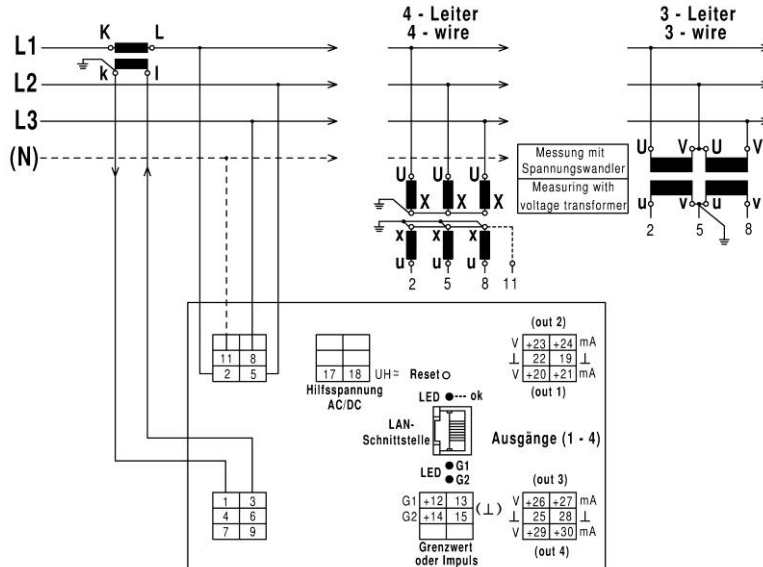 4 - Leiter
4 - wire
3 - Leiter
3 - wire
K L
L1
k l
L2
L3
(N)
U U U
X X X
x x x
u u u
2 5 8 11
Messung mit
Spannungswandler
Measuring with
voltage transformer
U V U V
u v u v
2 5 8
11 8
2 5
17 18 UH ≂
Hilfsspannung
AC/DC
Reset
LED ok
LAN-
Schnittstelle
LED G1
G2
(out 2)
V +23 +24 mA
⊥ 22 19 ⊥
V +20 +21 mA
(out 1)
Ausgänge (1 - 4)
1 3
4 6
7 9
G1 +12 13 (⊥)
G2 +14 15
Grenzwert
oder Impuls
(out 3)
V +26 +27 mA
⊥ 25 28 ⊥
V +29 +30 mA
(out 4)